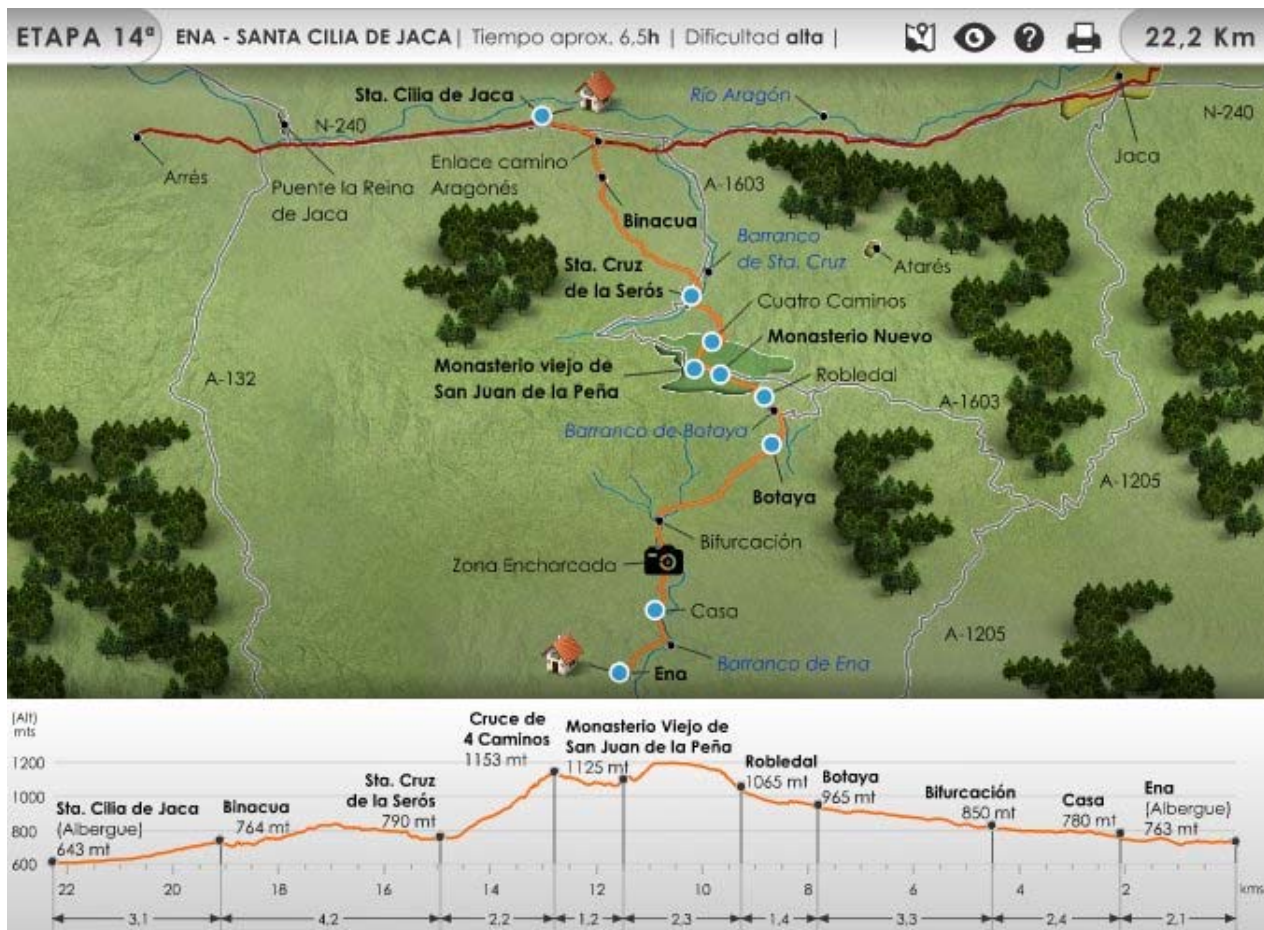 ETAPA 14ª
ENA - SANTA CILIA DE JACA| Tiempo aprox. 6,5h | Dificultad alta |
22,2 Km
Sta. Cilia de Jaca
Río Aragón
N-240
N-240
Arrés
Puente la Reina
de Jaca
Enlace camino
Aragonés
Jaca
A-1603
Binacua
Barranco
de Sta. Cruz
Atarés
Sta. Cruz
de la Serós
Cuatro Caminos
Monasterio Nuevo
Monasterio viejo de
San Juan de la Peña
Robledal
A-132
A-1603
Barranco de Botaya
A-1205
Botaya
Bifurcación
Zona Encharcada
Casa
A-1205
Barranco de Ena
Ena
(Alt)
mts
1200
1000
800
600
Sta. Cilia de Jaca
(Albergue)
643 mt
Binacua
764 mt
Sta. Cruz
de la Serós
790 mt
Cruce de
4 Caminos
1153 mt
Monasterio Viejo de
San Juan de la Peña
1125 mt
Robledal
1065 mt
Botaya
965 mt
Bifurcación
850 mt
Casa
780 mt
Ena
(Albergue)
763 mt
22 20 18 16 14 12 10 8 6 4 2 kms
3,1 4,2 2,2 1,2 2,3 1,4 3,3 2,4 2,1